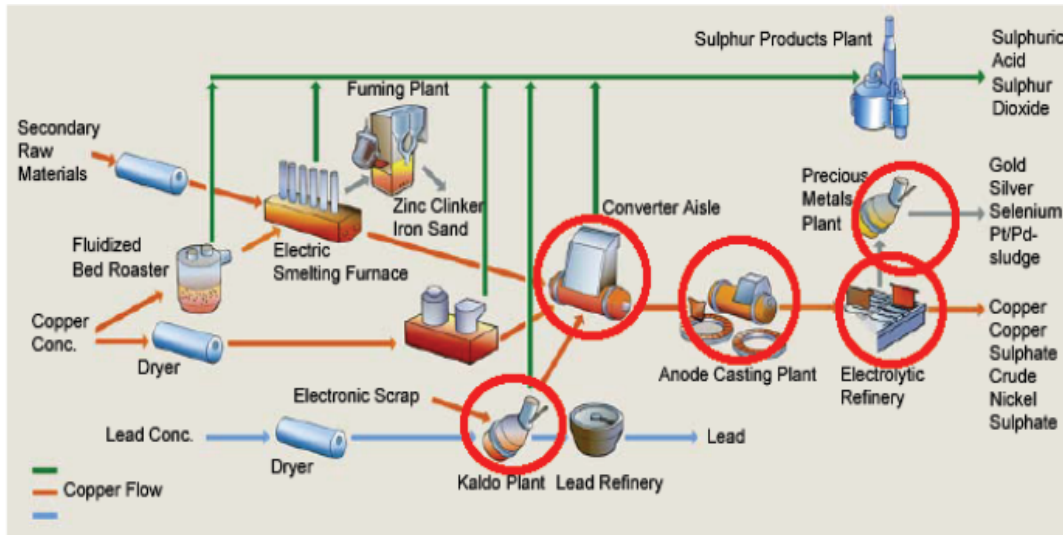 Sulphur Products Plant
Sulphuric
Acid
Sulphur
Dioxide
Fuming Plant
Secondary
Raw
Materials
Zinc Clinker
Iron Sand
Converter Aisle
Precious
Metals
Plant
Gold
Silver
Selenium
Pt/Pd-
sludge
Fluidized
Bed Roaster
Electric
Smelting Furnace
Copper
Conc.
Dryer
Anode Casting Plant
Electrolytic
Refinery
Copper
Copper
Sulphate
Crude
Nickel
Sulphate
Electronic Scrap
Lead Conc.
Dryer
Kaldo Plant
Lead Refinery
Lead
Copper Flow